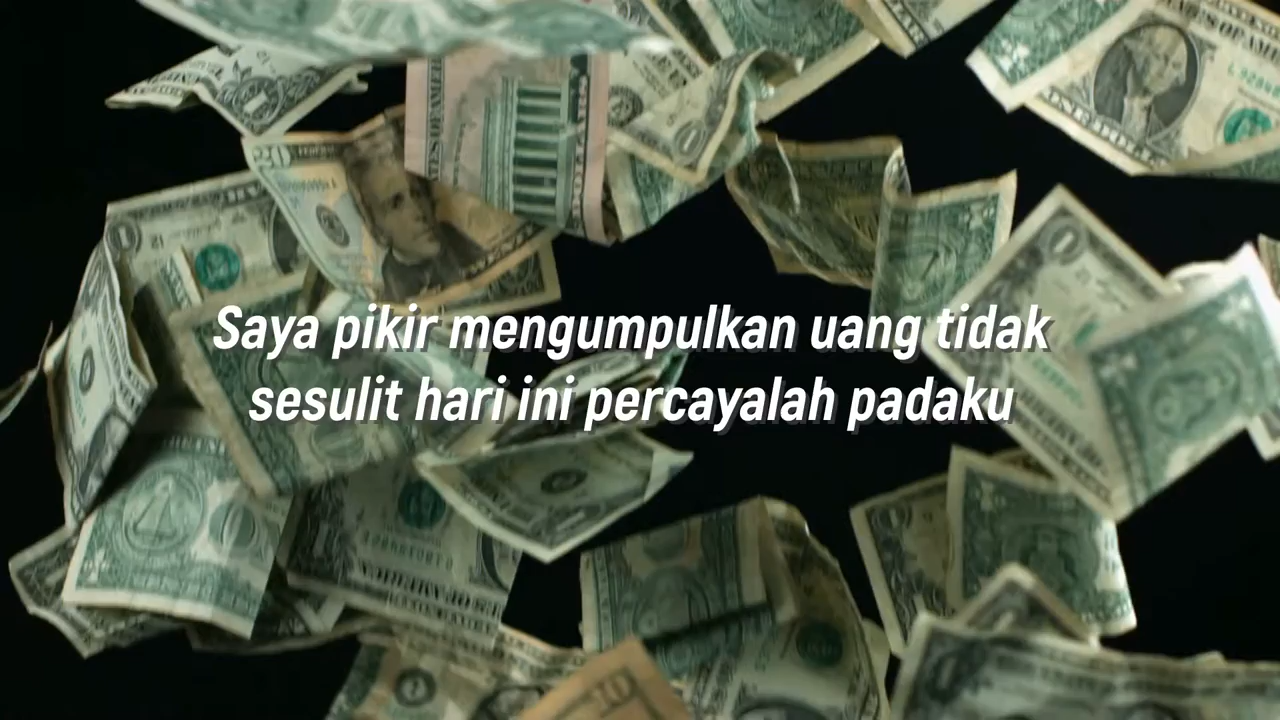 Saya pikir mengumpulkan uang tidak
sesulit hari ini percayalah padaku